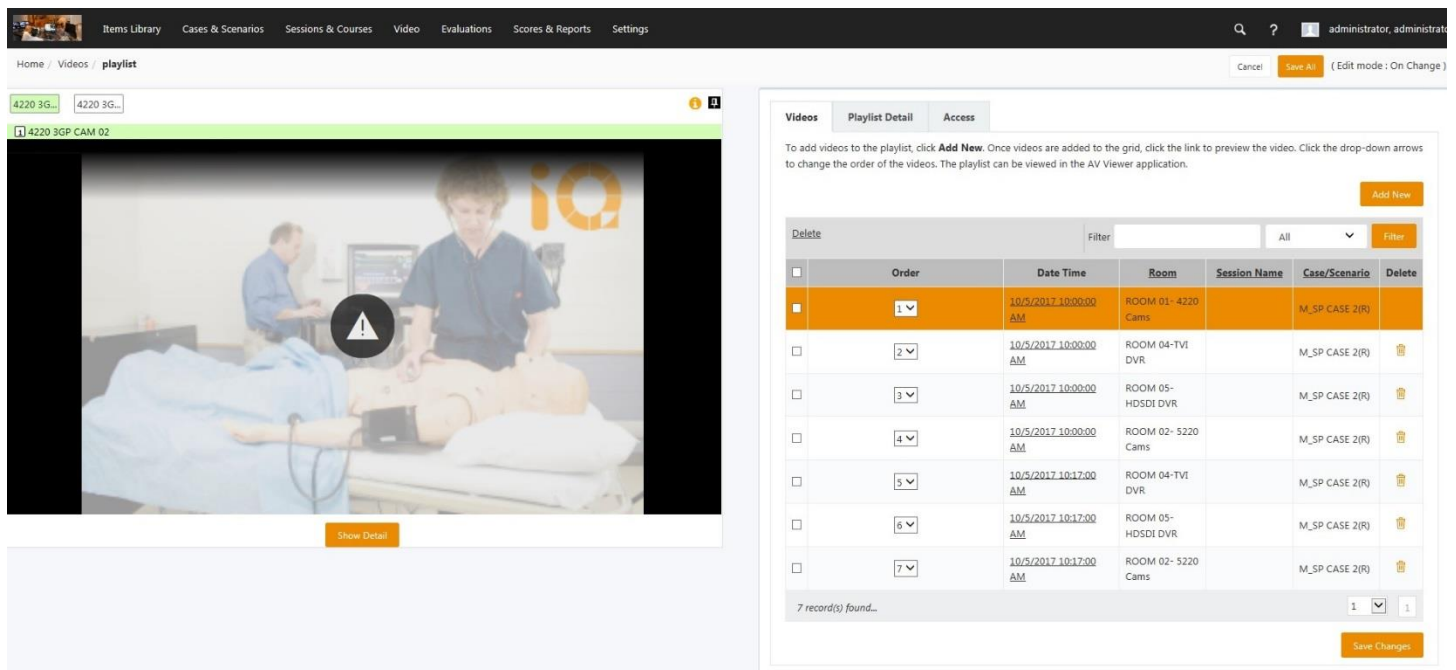 Items Library Cases & Scenarios Sessions & Courses Video Evaluations Scores & Reports Settings ? administrator, administrato
Home / Videos / playlist Cancel Save All ( Edit mode : On Change )
4220 3G... 4220 3G...
1 4220 3GP CAM 02
iQ
Show Detail
Videos Playlist Detail Access
To add videos to the playlist, click Add New. Once videos are added to the grid, click the link to preview the video. Click the drop-down arrows
to change the order of the videos. The playlist can be viewed in the AV Viewer application.
Add New
Delete Filter All Filter
Order Date Time Room Session Name Case/Scenario Delete
1 10/5/2017 10:00:00 AM ROOM 01- 4220 Cams M_SP CASE 2(R)
2 10/5/2017 10:00:00 AM ROOM 04-TVI DVR M_SP CASE 2(R)
3 10/5/2017 10:00:00 AM ROOM 05- HDSDI DVR M_SP CASE 2(R)
4 10/5/2017 10:00:00 AM ROOM 02- 5220 Cams M_SP CASE 2(R)
5 10/5/2017 10:17:00 AM ROOM 04-TVI DVR M_SP CASE 2(R)
6 10/5/2017 10:17:00 AM ROOM 05- HDSDI DVR M_SP CASE 2(R)
7 10/5/2017 10:17:00 AM ROOM 02- 5220 Cams M_SP CASE 2(R)
7 record(s) found... 1 1
Save Changes